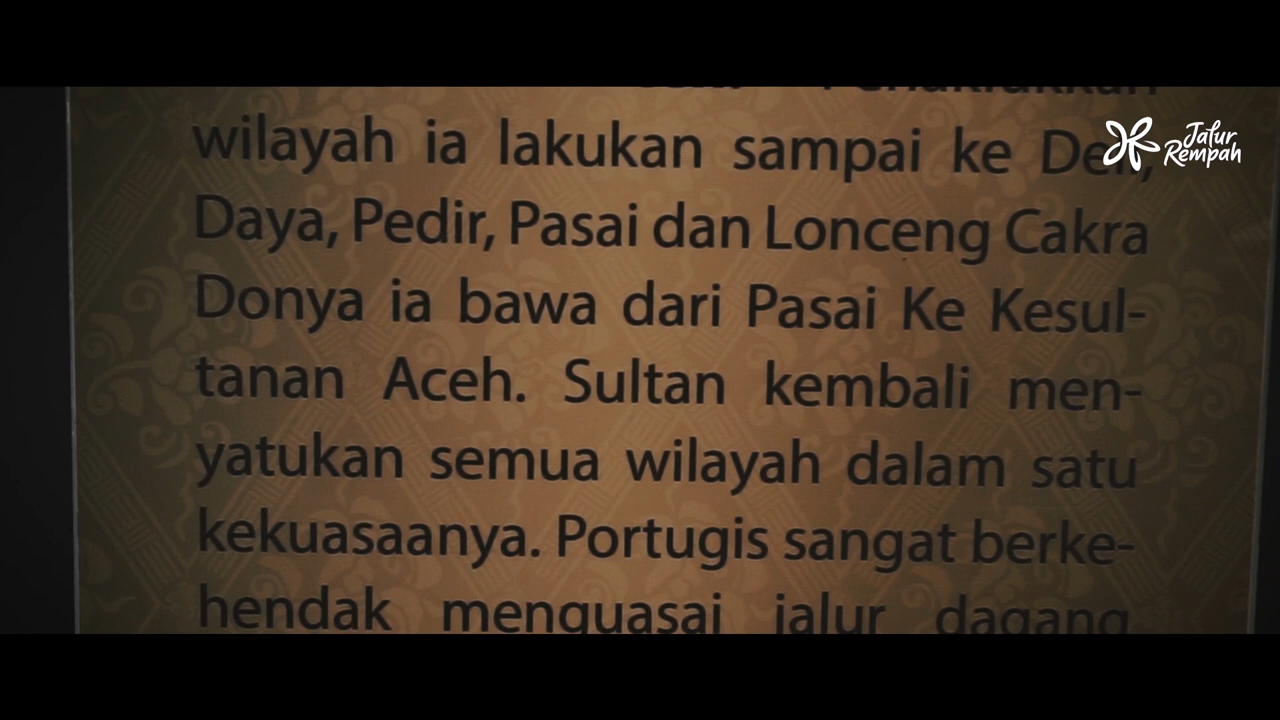 wilayah ia lakukan sampai ke Deli,
Daya, Pedir, Pasai dan Lonceng Cakra
Donya ia bawa dari Pasai Ke Kesul-
tanan Aceh. Sultan kembali men-
yatukan semua wilayah dalam satu
kekuasaanya. Portugis sangat berke-
hendak menguasai jalur dagang
Jalur
Rempah